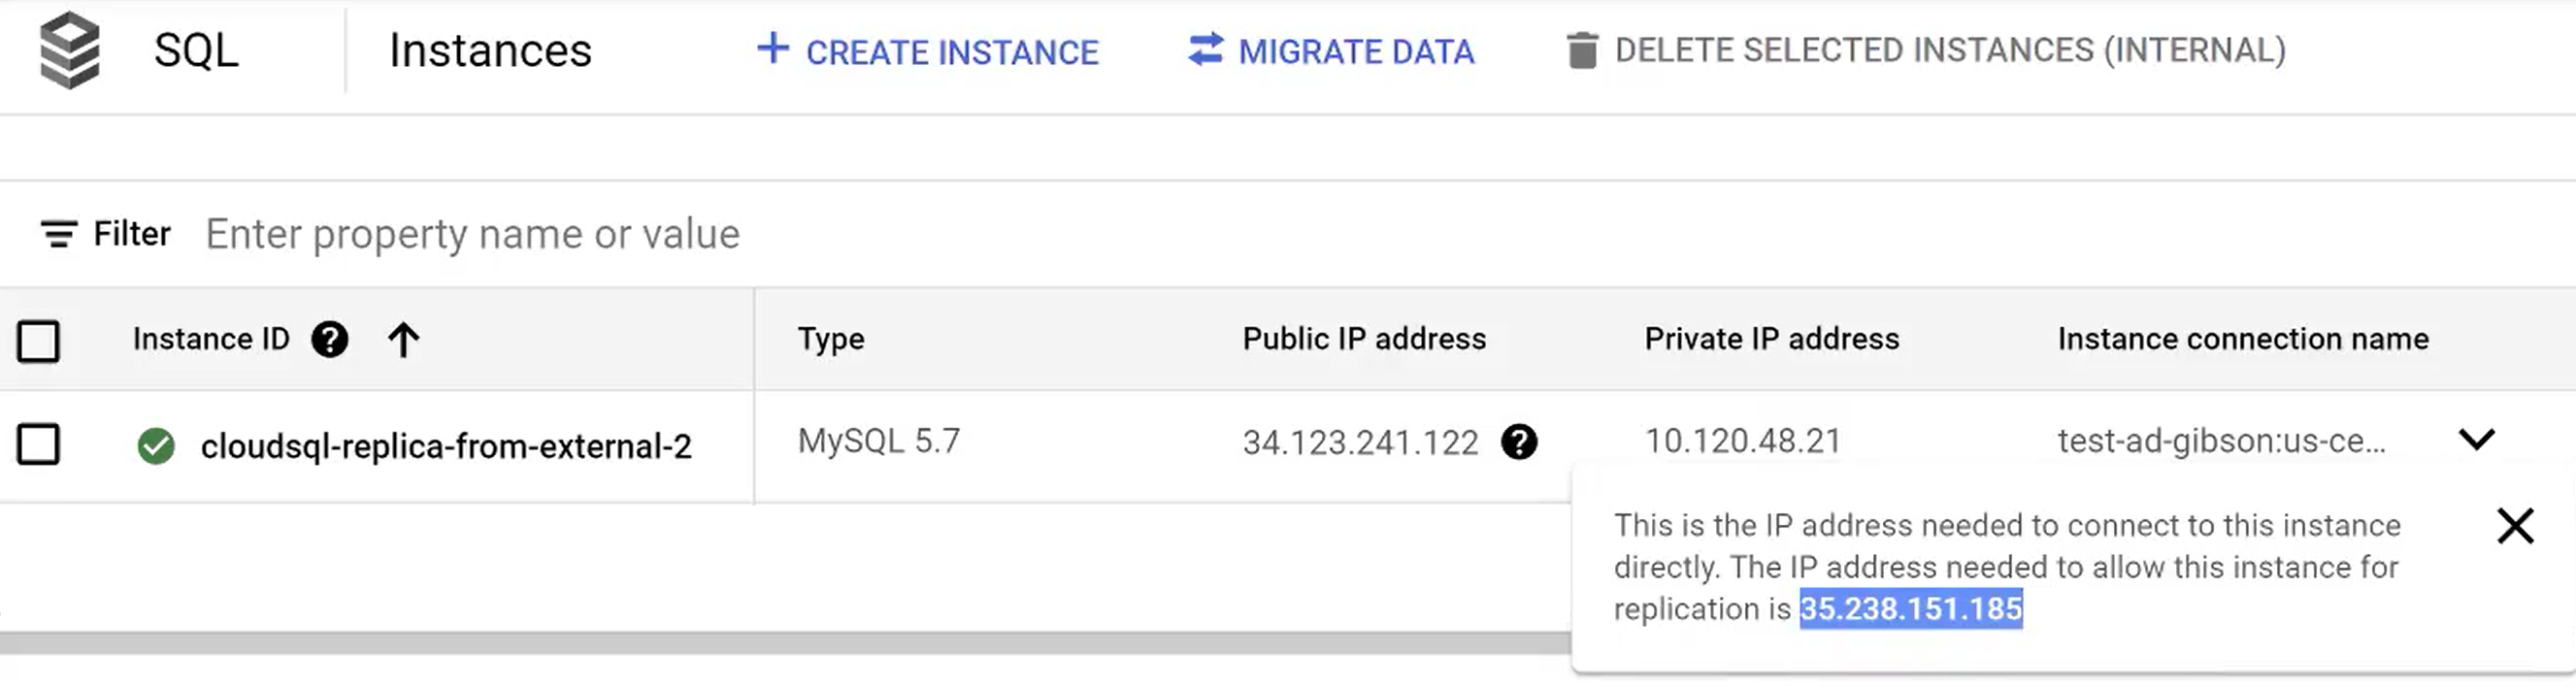 SQL Instances + CREATE INSTANCE MIGRATE DATA DELETE SELECTED INSTANCES (INTERNAL)
Filter Enter property name or value
Instance ID ? ↑ Type Public IP address Private IP address Instance connection name
cloudsql-replica-from-external-2 MySQL 5.7 34.123.241.122 ? 10.120.48.21 test-ad-gibson:us-ce...
This is the IP address needed to connect to this instance
directly. The IP address needed to allow this instance for
replication is 35.238.151.185